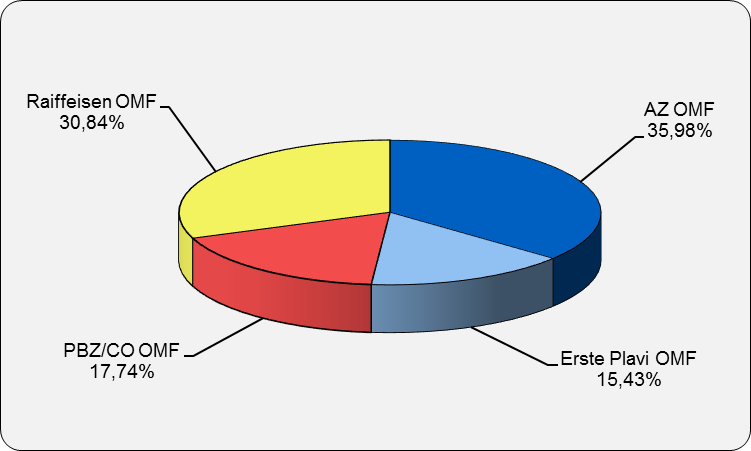 Raiffeisen OMF
30,84%
AZ OMF
35,98%
PBZ/CO OMF
17,74%
Erste Plavi OMF
15,43%